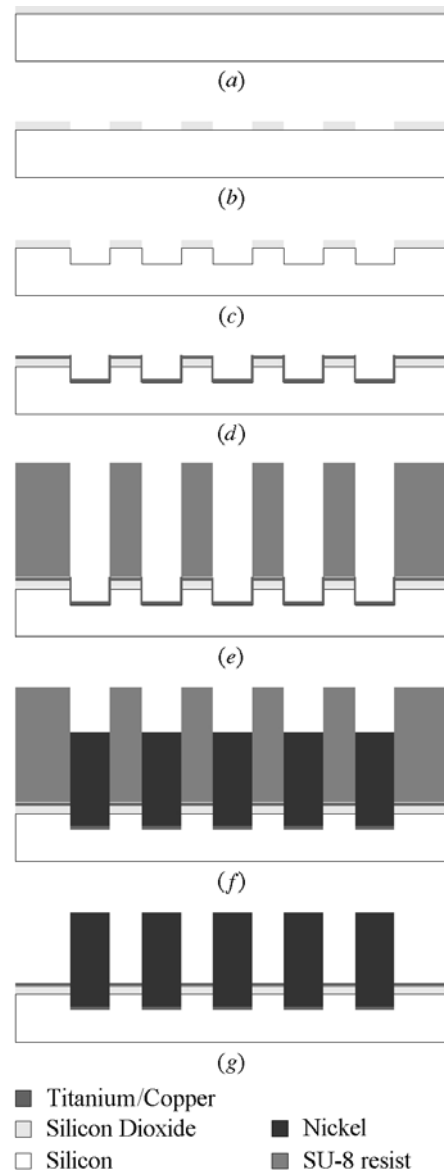 (a)
(b)
(c)
(d)
(e)
(f)
(g)
Titanium/Copper
Silicon Dioxide
Nickel
Silicon
SU-8 resist